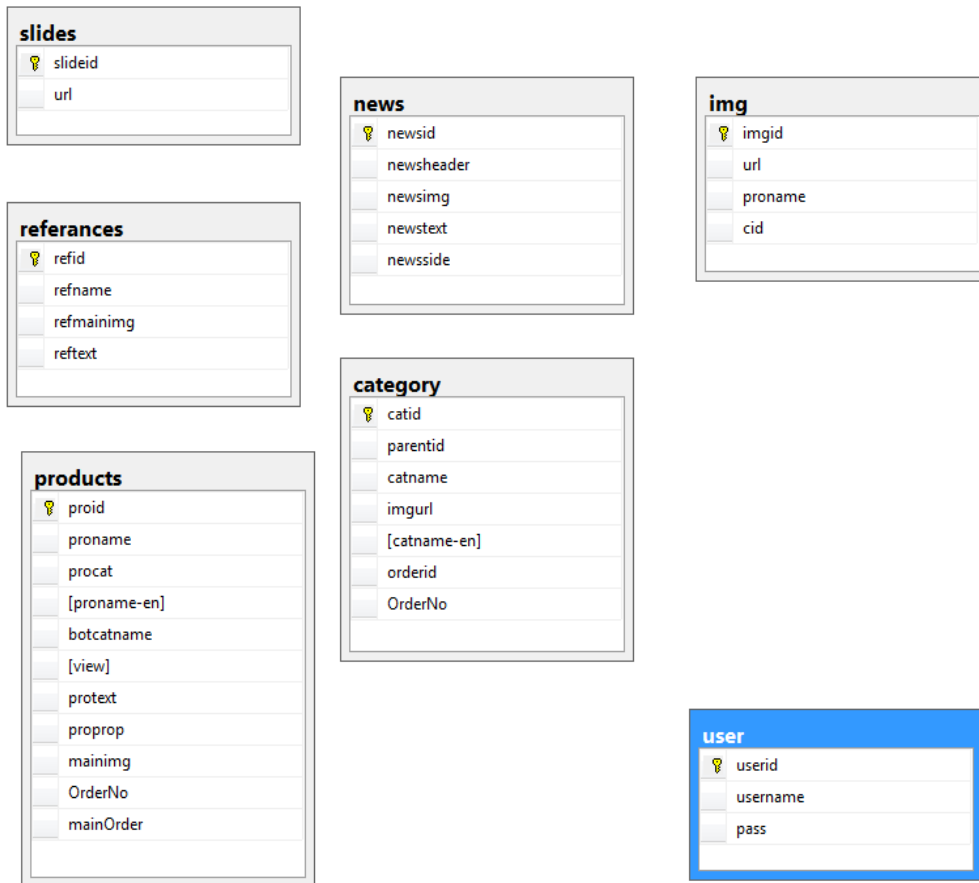 slides
slideid
url
referances
refid
refname
refmainimg
reftext
products
proid
proname
procat
[proname-en]
botcatname
[view]
protext
proprop
mainimg
OrderNo
mainOrder
news
newsid
newsheader
newsimg
newstext
newsside
category
catid
parentid
catname
imgurl
[catname-en]
orderid
OrderNo
img
imgid
url
proname
cid
user
userid
username
pass